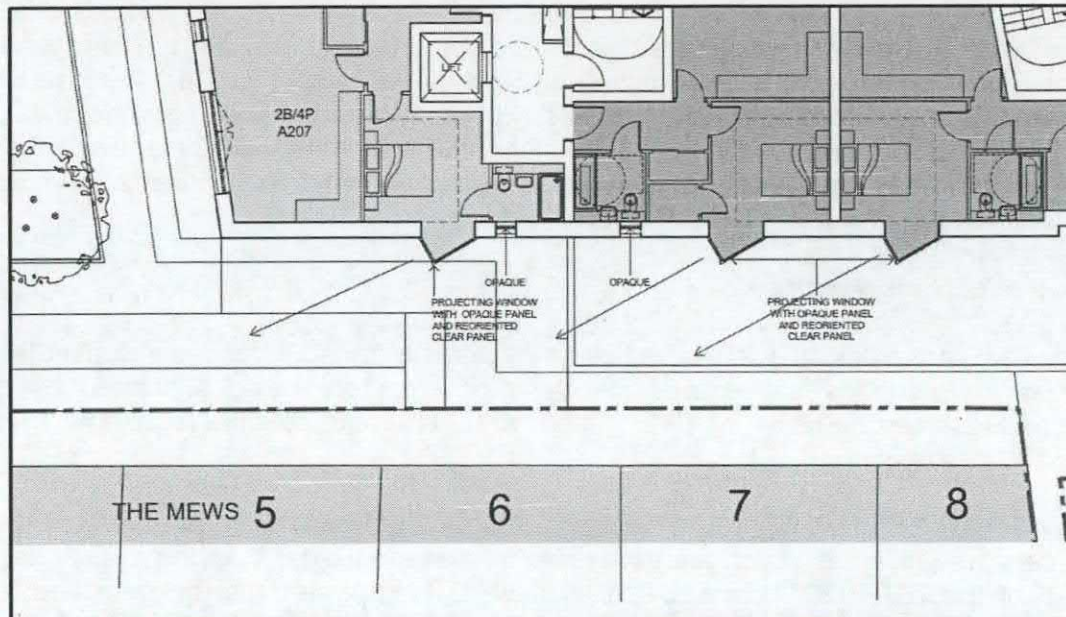 LIFT
2B/4P
A207
OPAQUE
PROJECTING WINDOW
WITH OPAQUE PANEL
AND REORIENTED
CLEAR PANEL
OPAQUE
PROJECTING WINDOW
WITH OPAQUE PANEL
AND REORIENTED
CLEAR PANEL
THE MEWS 5
6
7
8